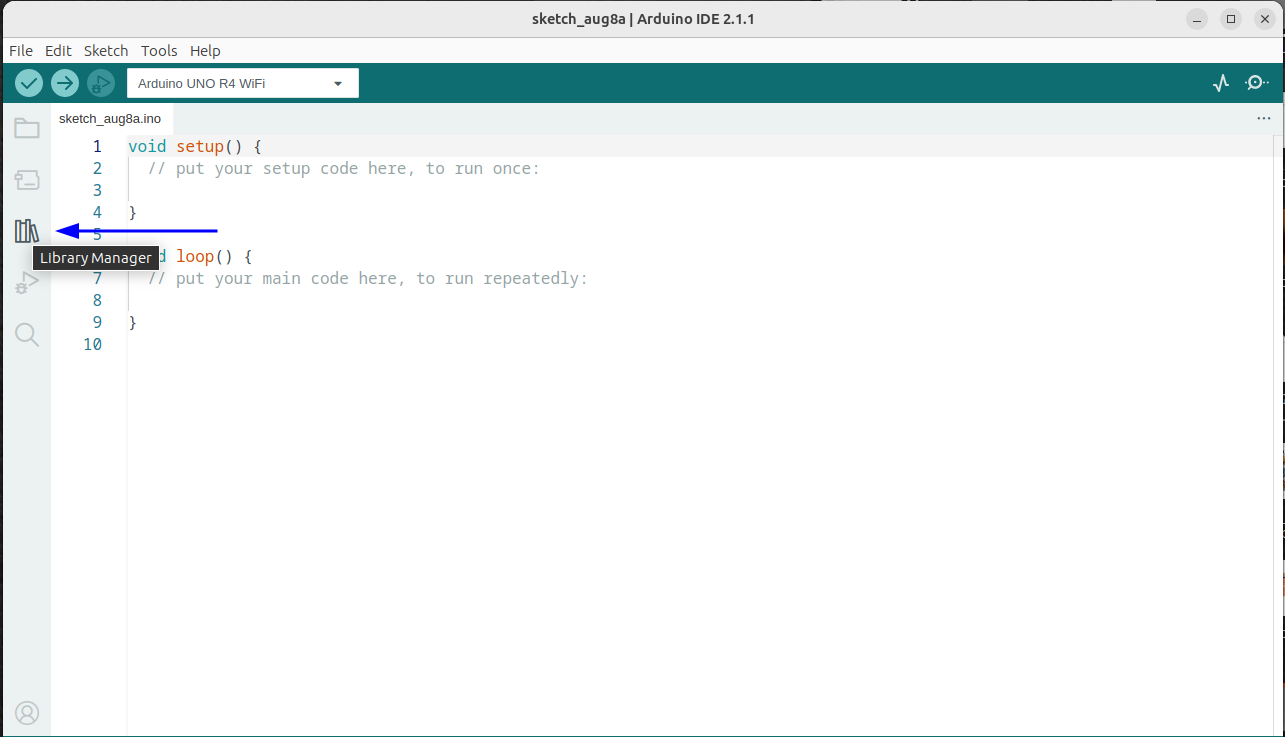 sketch_aug8a | Arduino IDE 2.1.1
File Edit Sketch Tools Help
Arduino UNO R4 WiFi
sketch_aug8a.ino
1 void setup() {
2 // put your setup code here, to run once:
3
4 }
5
Library Manager d loop() {
7 // put your main code here, to run repeatedly:
8
9 }
10